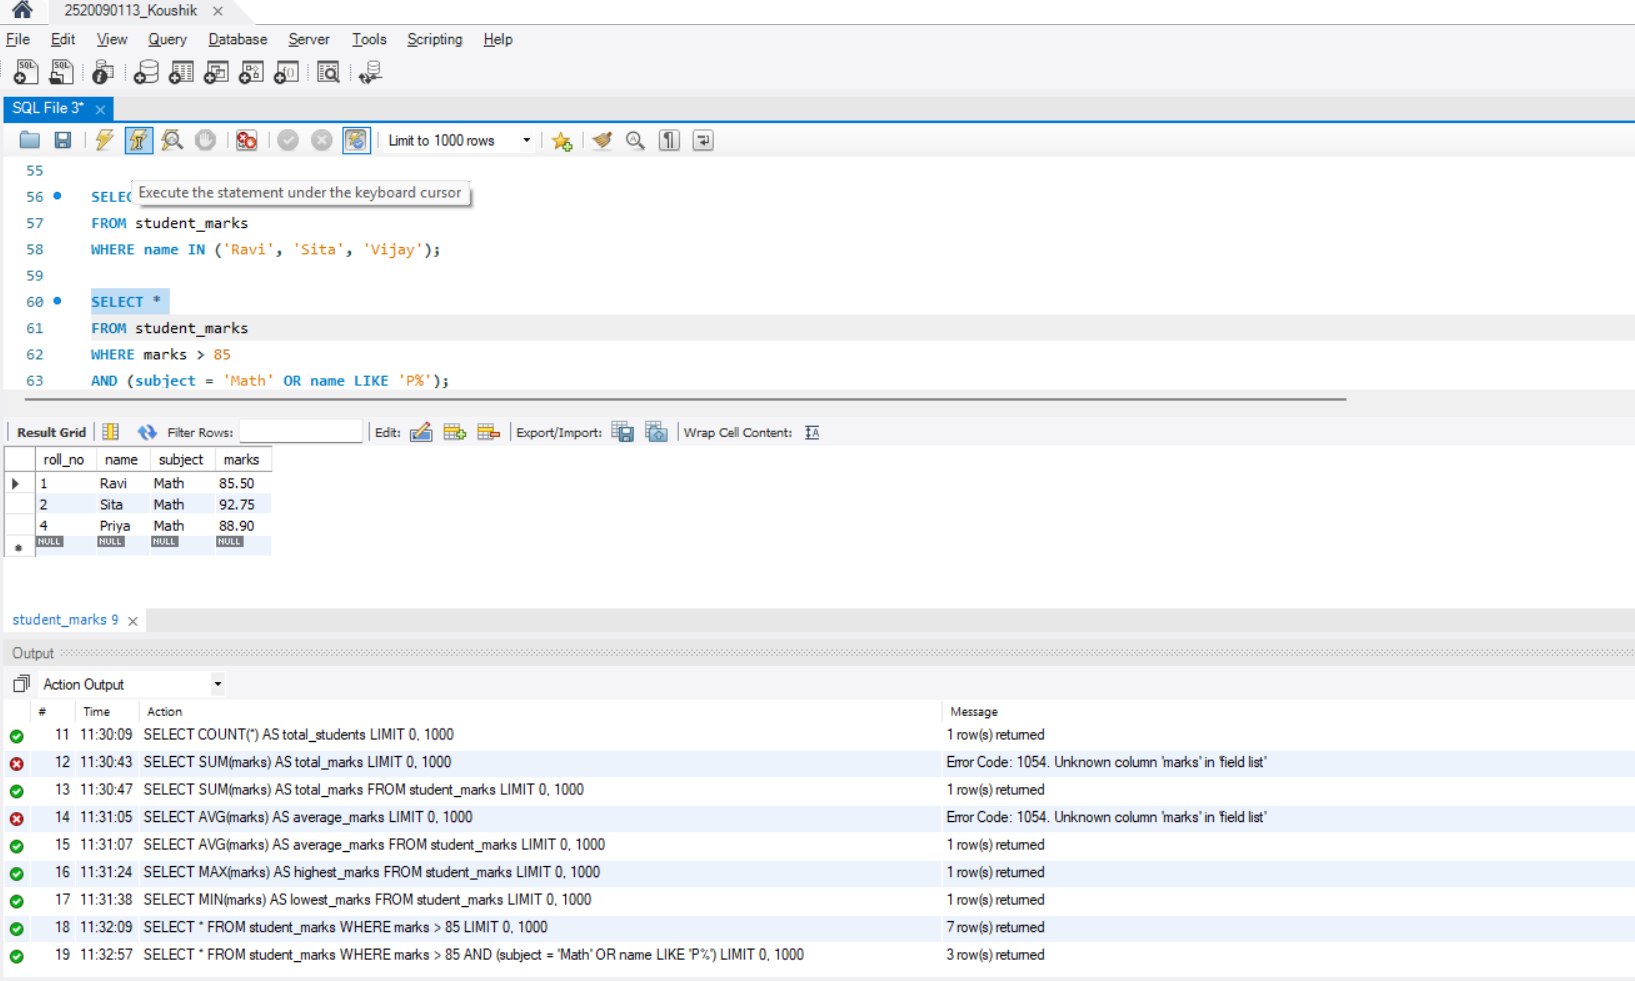 2520090113_Koushik ×
File Edit View Query Database Server Tools Scripting Help
SQL SQL
SQL File 3* ×
Limit to 1000 rows
55
Execute the statement under the keyboard cursor
56 SELEC
57 FROM student_marks
58 WHERE name IN ('Ravi', 'Sita', 'Vijay');
59
60 SELECT *
61 FROM student_marks
62 WHERE marks > 85
63 AND (subject = 'Math' OR name LIKE 'P%');
Result Grid Filter Rows: Edit: Export/Import: Wrap Cell Content: IA
roll_no name subject marks
1 Ravi Math 85.50
2 Sita Math 92.75
4 Priya Math 88.90
NULL NULL NULL NULL
student_marks 9 ×
Output
Action Output
# Time Action Message
11 11:30:09 SELECT COUNT(*) AS total_students LIMIT 0, 1000 1 row(s) returned
12 11:30:43 SELECT SUM(marks) AS total_marks LIMIT 0, 1000 Error Code: 1054. Unknown column 'marks' in 'field list'
13 11:30:47 SELECT SUM(marks) AS total_marks FROM student_marks LIMIT 0, 1000 1 row(s) returned
14 11:31:05 SELECT AVG(marks) AS average_marks LIMIT 0, 1000 Error Code: 1054. Unknown column 'marks' in 'field list'
15 11:31:07 SELECT AVG(marks) AS average_marks FROM student_marks LIMIT 0, 1000 1 row(s) returned
16 11:31:24 SELECT MAX(marks) AS highest_marks FROM student_marks LIMIT 0, 1000 1 row(s) returned
17 11:31:38 SELECT MIN(marks) AS lowest_marks FROM student_marks LIMIT 0, 1000 1 row(s) returned
18 11:32:09 SELECT * FROM student_marks WHERE marks > 85 LIMIT 0, 1000 7 row(s) returned
19 11:32:57 SELECT * FROM student_marks WHERE marks > 85 AND (subject = 'Math' OR name LIKE 'P%') LIMIT 0, 1000 3 row(s) returned